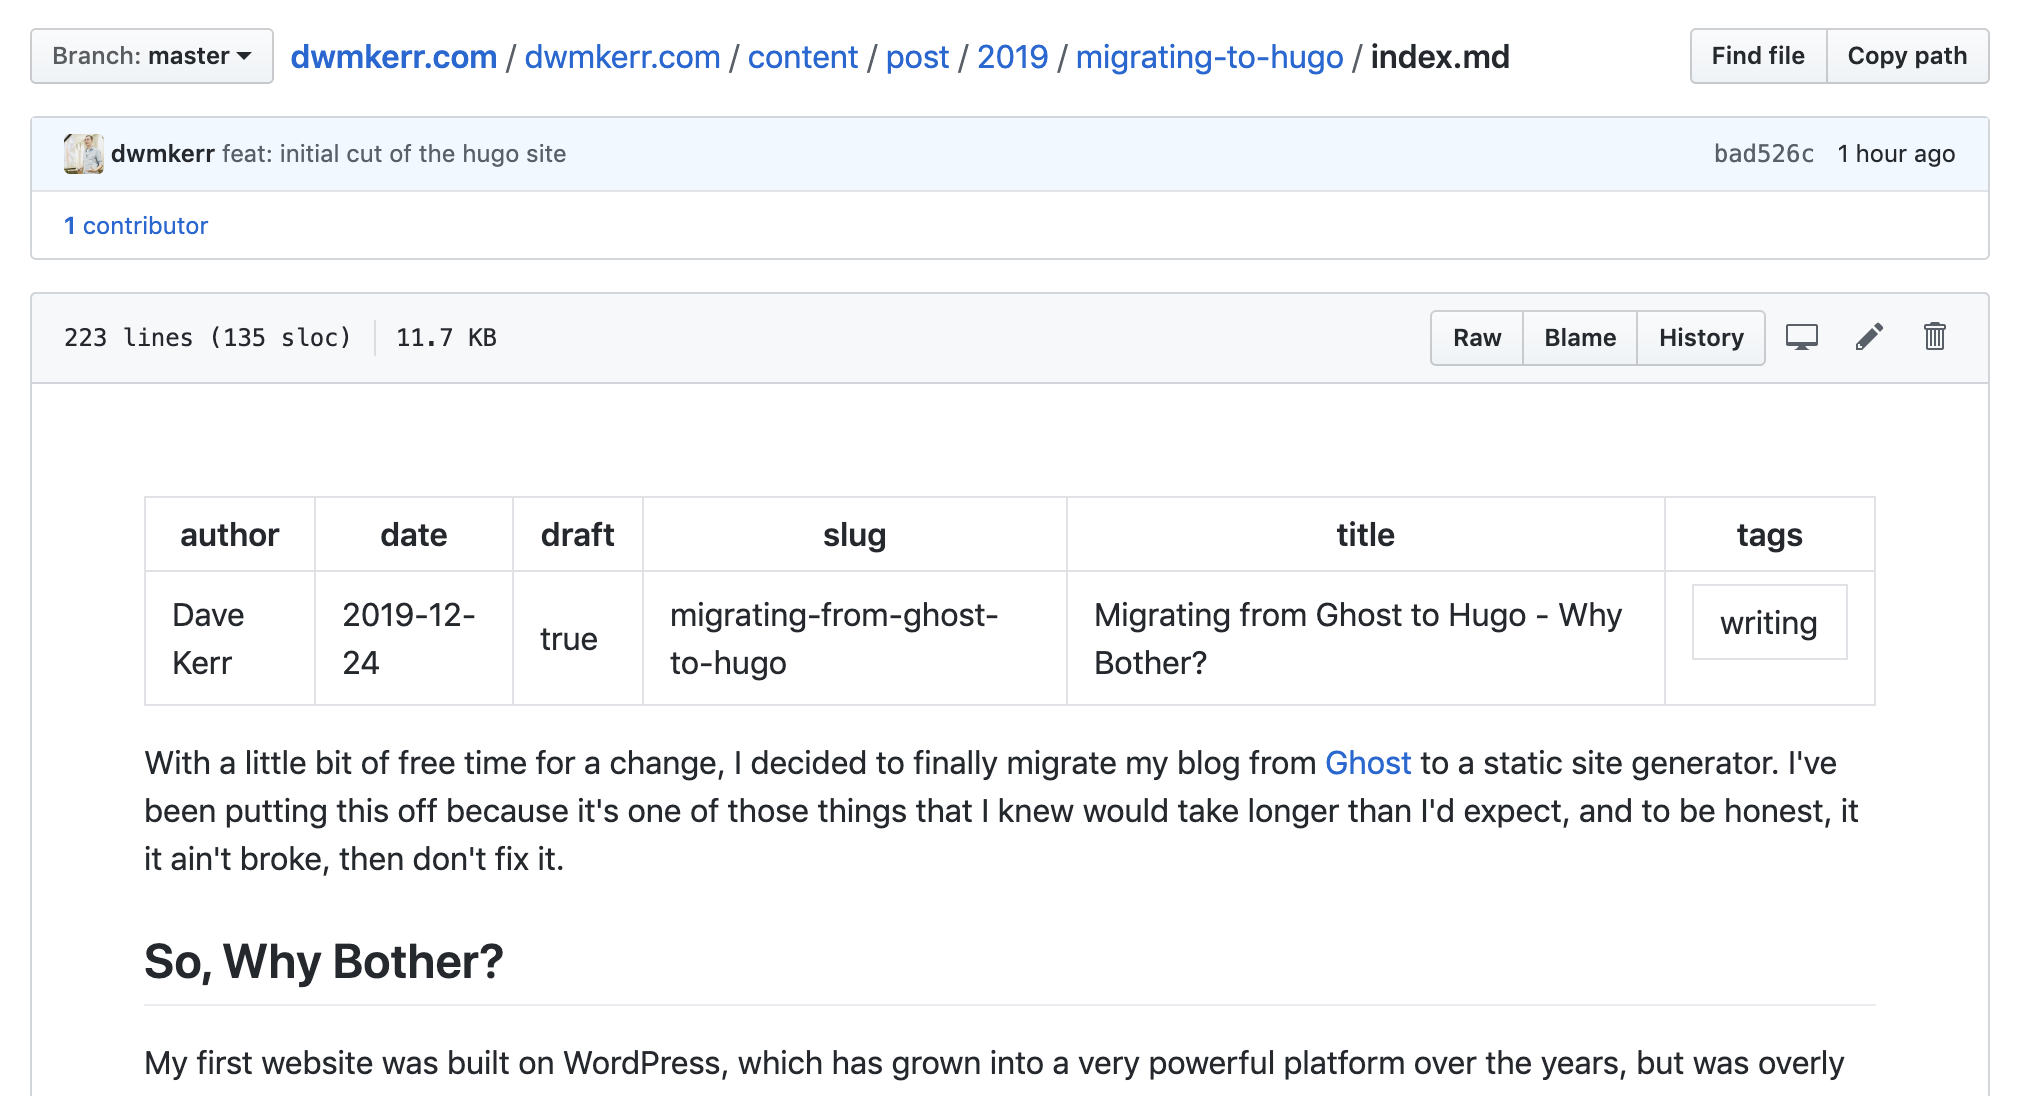 Branch: master dwmkerr.com / dwmkerr.com / content / post / 2019 / migrating-to-hugo / index.md Find file Copy path
dwmkerr feat: initial cut of the hugo site bad526c 1 hour ago
1 contributor
223 lines (135 sloc) 11.7 KB Raw Blame History
author date draft slug title tags
Dave Kerr 2019-12-24 true migrating-from-ghost-to-hugo Migrating from Ghost to Hugo - Why Bother? writing
With a little bit of free time for a change, I decided to finally migrate my blog from Ghost to a static site generator. I've
been putting this off because it's one of those things that I knew would take longer than I'd expect, and to be honest, it
it ain't broke, then don't fix it.
So, Why Bother?
My first website was built on WordPress, which has grown into a very powerful platform over the years, but was overly